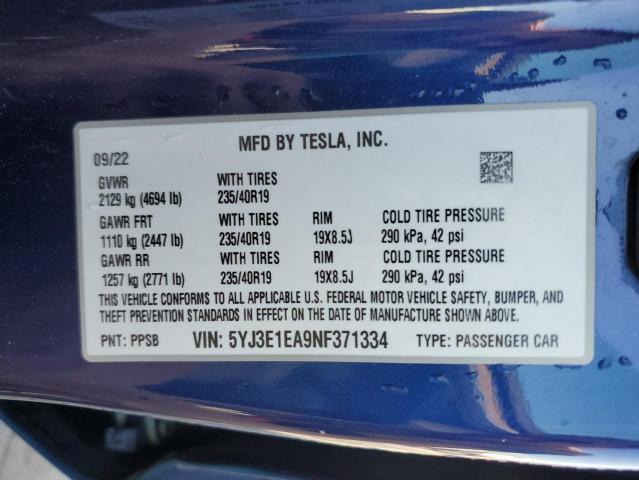 MFD BY TESLA, INC.
09/22
GVWR WITH TIRES
2129 kg (4694 lb) 235/40R19
GAWR FRT WITH TIRES RIM COLD TIRE PRESSURE
1110 kg (2447 lb) 235/40R19 19X8.5J 290 kPa, 42 psi
GAWR RR WITH TIRES RIM COLD TIRE PRESSURE
1257 kg (2771 lb) 235/40R19 19X8.5J 290 kPa, 42 psi
THIS VEHICLE CONFORMS TO ALL APPLICABLE U.S. FEDERAL MOTOR VEHICLE SAFETY, BUMPER, AND
THEFT PREVENTION STANDARDS IN EFFECT ON THE DATE OF MANUFACTURE SHOWN ABOVE.
PNT: PPSB VIN: 5YJ3E1EA9NF371334 TYPE: PASSENGER CAR